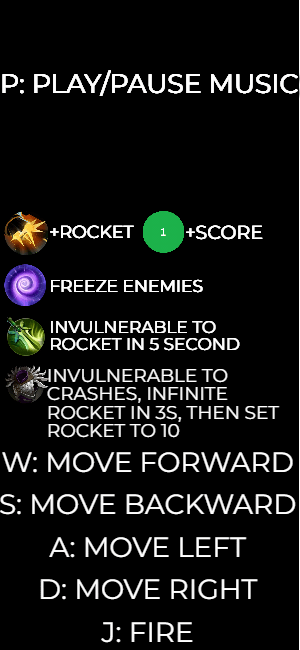 P: PLAY/PAUSE MUSIC
+ROCKET 1 +SCORE
FREEZE ENEMIES
INVULNERABLE TO
ROCKET IN 5 SECOND
INVULNERABLE TO
CRASHES, INFINITE
ROCKET IN 3S, THEN SET
ROCKET TO 10
W: MOVE FORWARD
S: MOVE BACKWARD
A: MOVE LEFT
D: MOVE RIGHT
J: FIRE